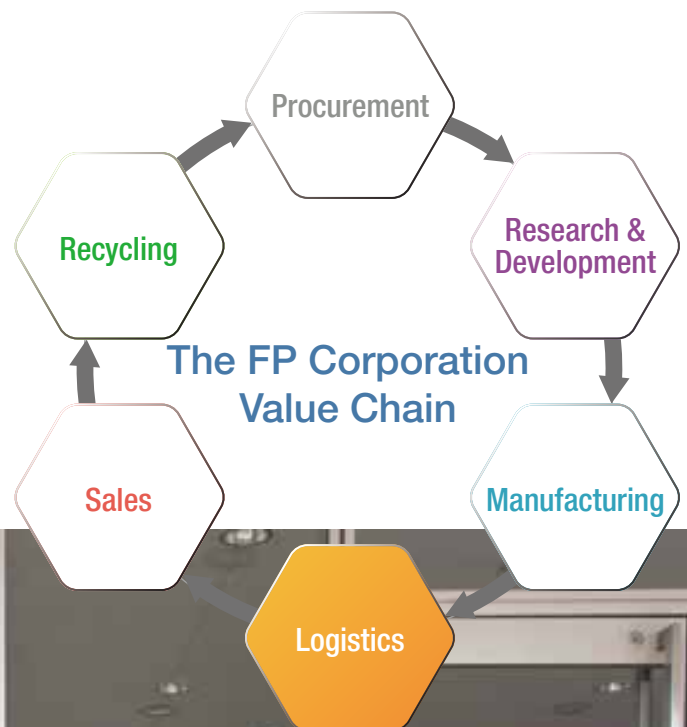 Procurement
Research &
Development
Recycling
The FP Corporation
Value Chain
Sales
Manufacturing
Logistics